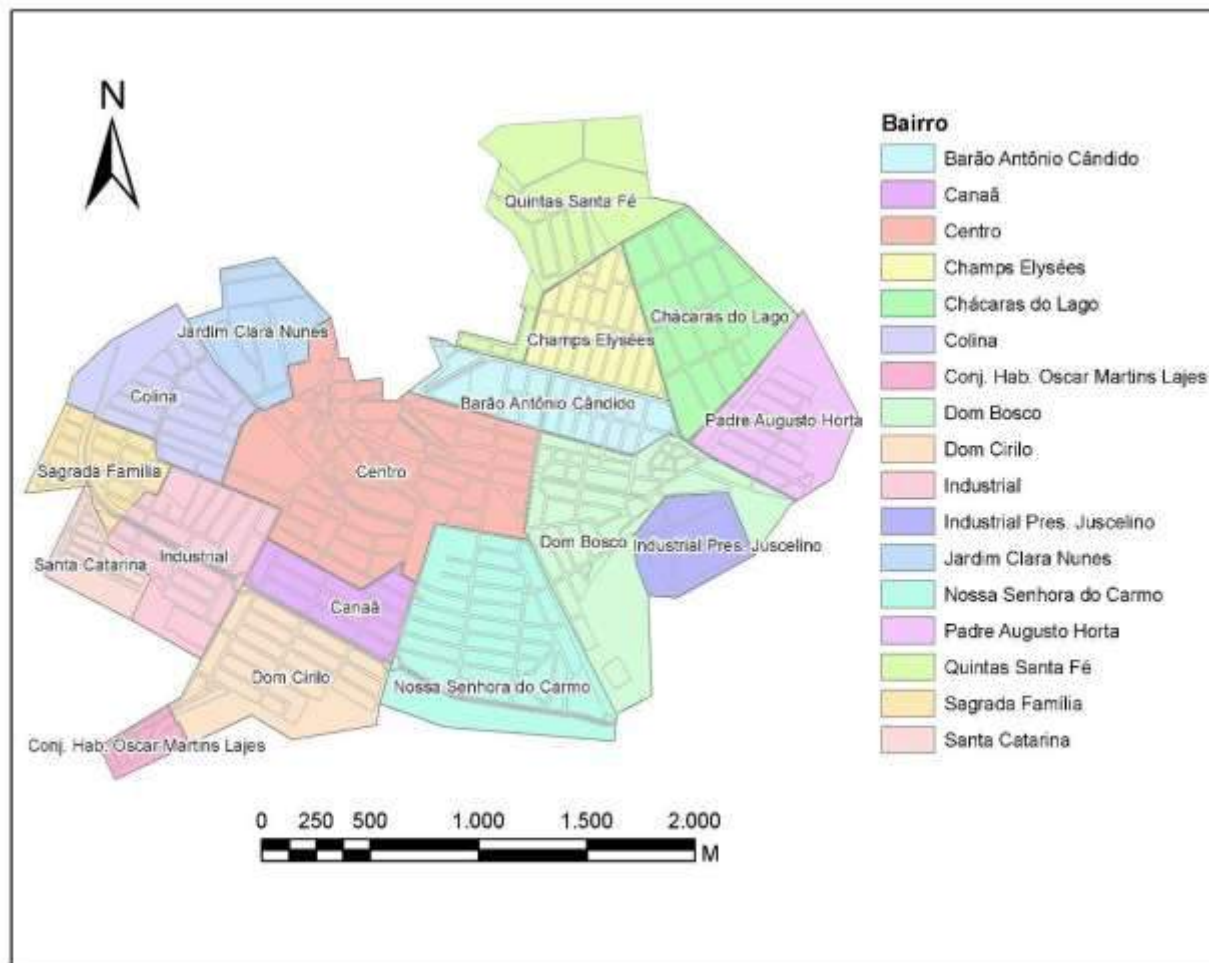 N
Quintas Santa Fé
Jardim Clara Nunes
Chácaras do Lago
Champs Elysées
Colina
Barão Antônio Cândido
Padre Augusto Horta
Sagrada Família
Centro
Dom Bosco
Industrial Pres. Juscelino
Santa Catarina
Industrial
Canaã
Dom Cirilo
Nossa Senhora do Carmo
Conj. Hab. Oscar Martins Lajes
0 250 500 1.000 1.500 2.000
M
Bairro
Barão Antônio Cândido
Canaã
Centro
Champs Elysées
Chácaras do Lago
Colina
Conj. Hab. Oscar Martins Lajes
Dom Bosco
Dom Cirilo
Industrial
Industrial Pres. Juscelino
Jardim Clara Nunes
Nossa Senhora do Carmo
Padre Augusto Horta
Quintas Santa Fé
Sagrada Família
Santa Catarina